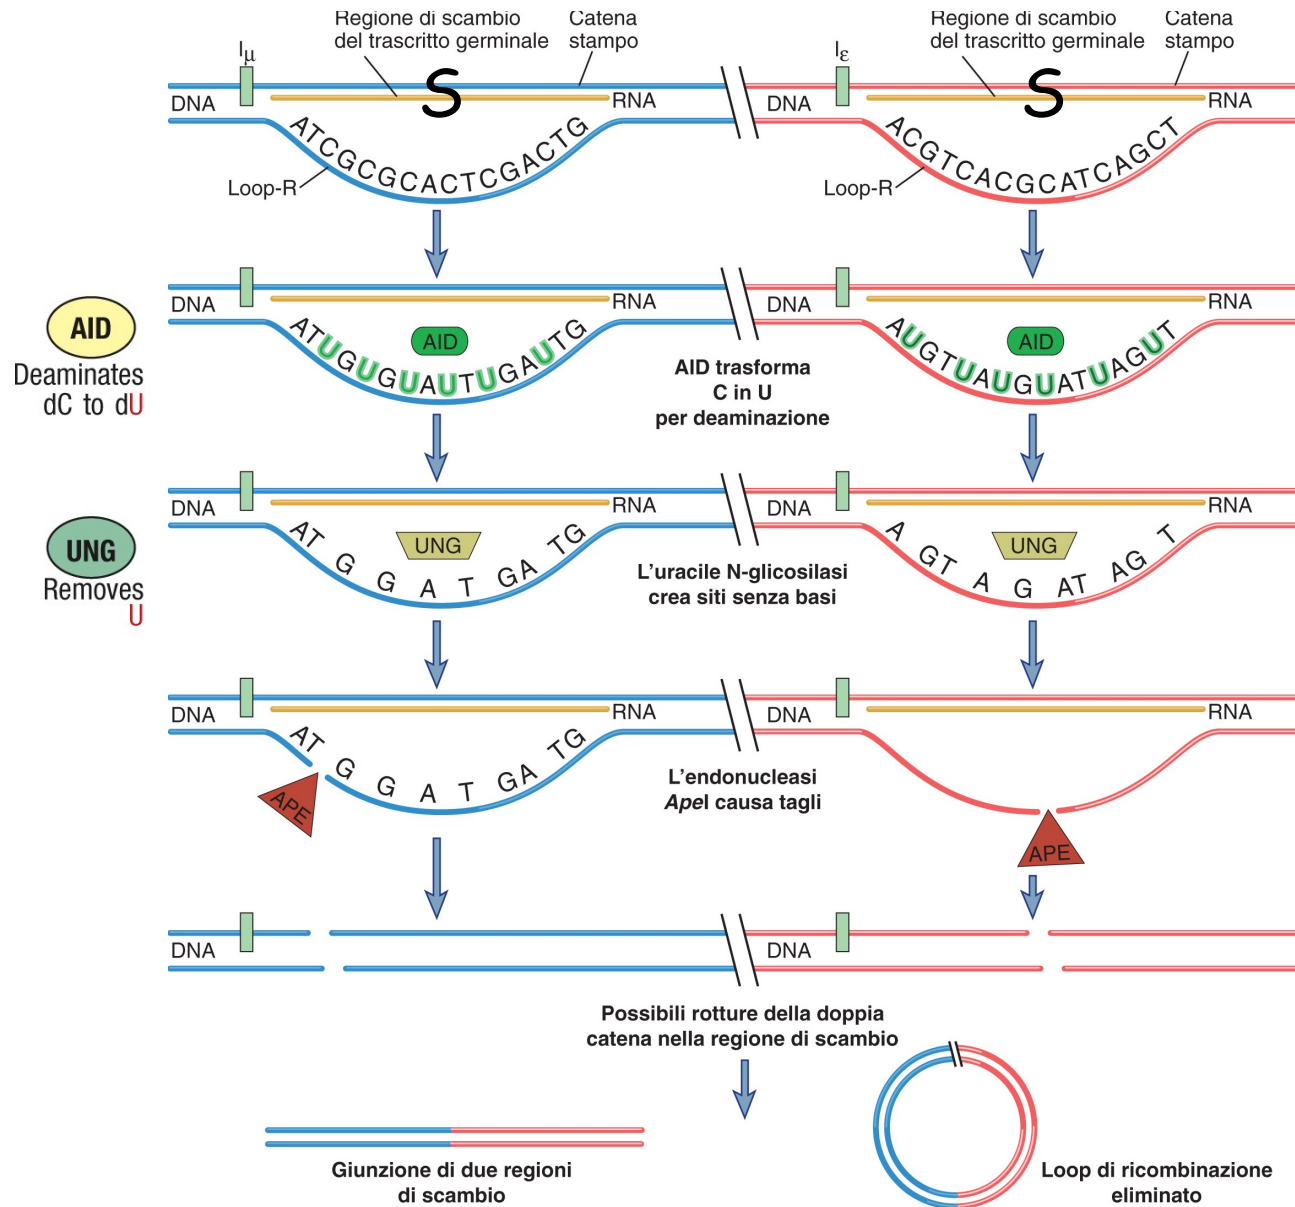 Regione di scambio
del trascritto germinale
Catena
stampo
Regione di scambio
del trascritto germinale
Catena
stampo
Iμ
S
Iε
S
DNA
RNA
DNA
RNA
ATCGCGCACTCGACTG
ACGTCACGCATCAGCT
Loop-R
Loop-R
DNA
RNA
DNA
RNA
AID
Deaminates
dC to dU
ATUGUGUAUTUGAUTG
AID
AUGTUAUGUATUAGUT
AID
AID trasforma
C in U
per deaminazione
DNA
RNA
DNA
RNA
UNG
Removes
U
AT G G A T GA TG
UNG
A GT A G AT AG T
UNG
L'uracile N-glicosilasi
crea siti senza basi
DNA
RNA
DNA
RNA
AT G G A T GA TG
APE
L'endonucleasi
ApeI causa tagli
APE
DNA
DNA
Possibili rotture della doppia
catena nella regione di scambio
Giunzione di due regioni
di scambio
Loop di ricombinazione
eliminato